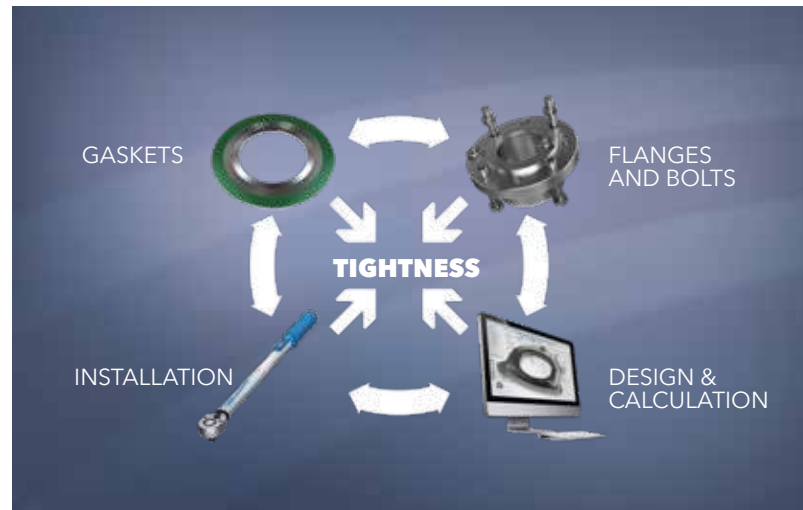 GASKETS
FLANGES
AND BOLTS
TIGHTNESS
INSTALLATION
DESIGN &
CALCULATION